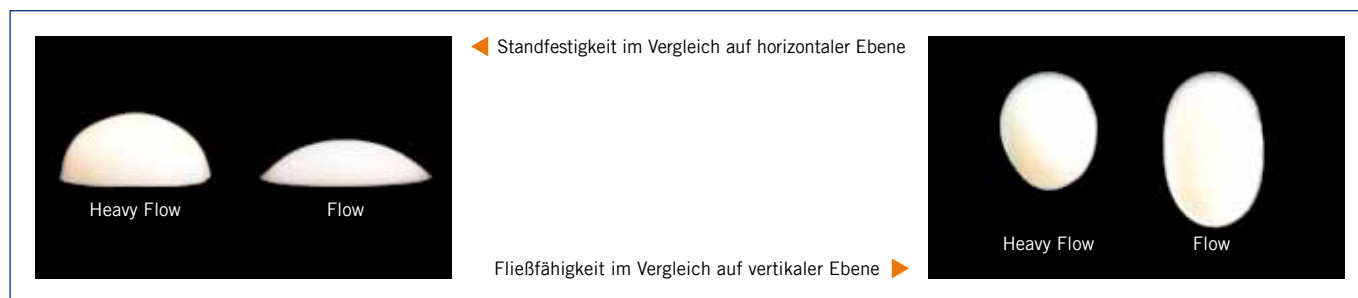 Standfestigkeit im Vergleich auf horizontaler Ebene
Heavy Flow
Flow
Fließfähigkeit im Vergleich auf vertikaler Ebene
Heavy Flow
Flow